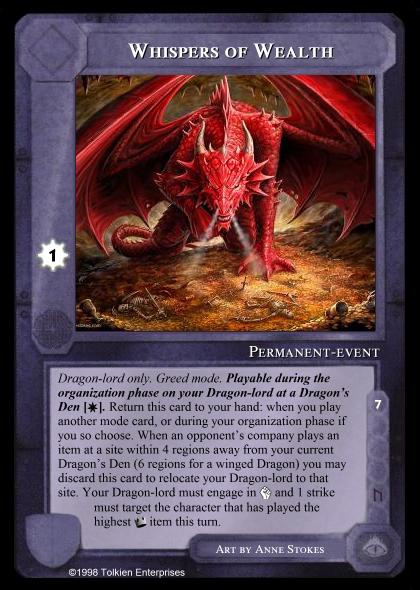 WHISPERS OF WEALTH
1
PERMANENT-EVENT
Dragon-lord only. Greed mode. Playable during the
organization phase on your Dragon-lord at a Dragon's
Den [✷]. Return this card to your hand: when you play
another mode card, or during your organization phase if
you so choose. When an opponent's company plays an
item at a site within 4 regions away from your current
Dragon's Den (6 regions for a winged Dragon) you may
discard this card to relocate your Dragon-lord to that
site. Your Dragon-lord must engage in and 1 strike
must target the character that has played the
highest item this turn.
7
ART BY ANNE STOKES
©1998 Tolkien Enterprises